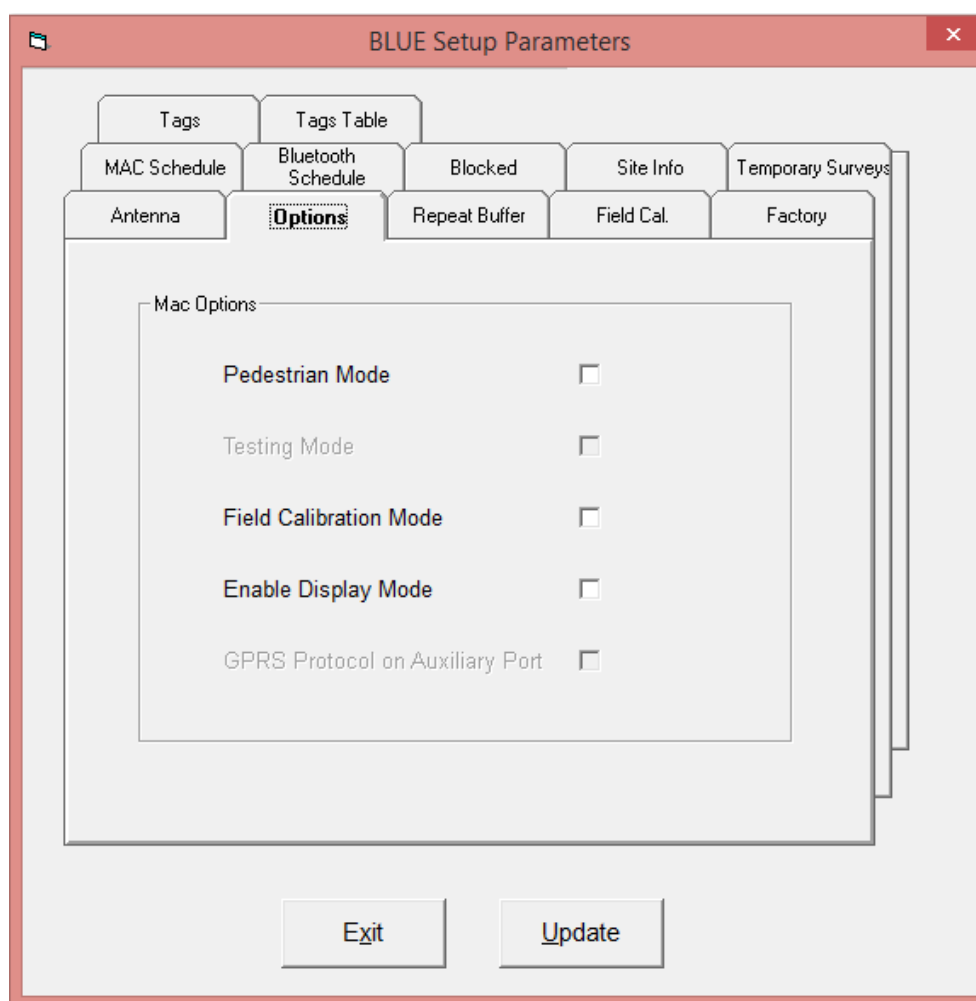 BLUE Setup Parameters
Tags
Tags Table
MAC Schedule
Bluetooth
Schedule
Blocked
Site Info
Temporary Surveys
Antenna
Options
Repeat Buffer
Field Cal.
Factory
Mac Options
Pedestrian Mode
Testing Mode
Field Calibration Mode
Enable Display Mode
GPRS Protocol on Auxiliary Port
Exit
Update